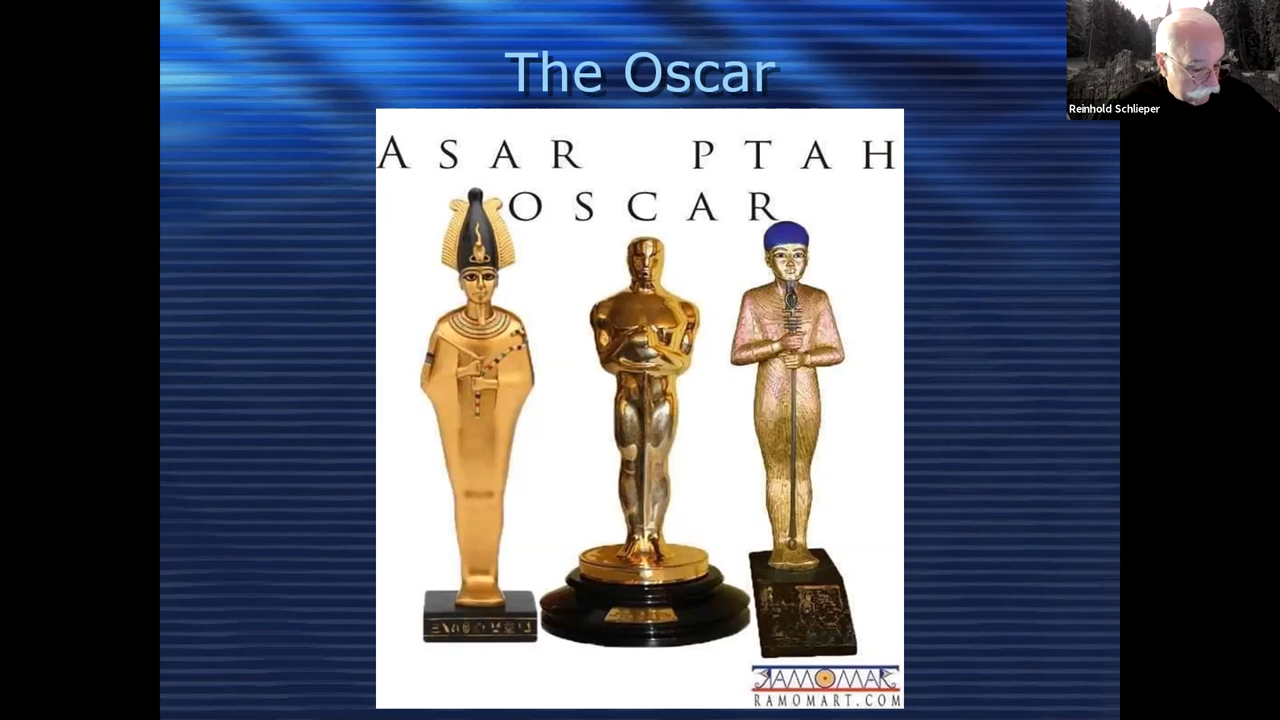 The Oscar
Reinhold Schlieper
ASAR PTAH
OSCAR
RAMOMAR
RAMOMART.COM